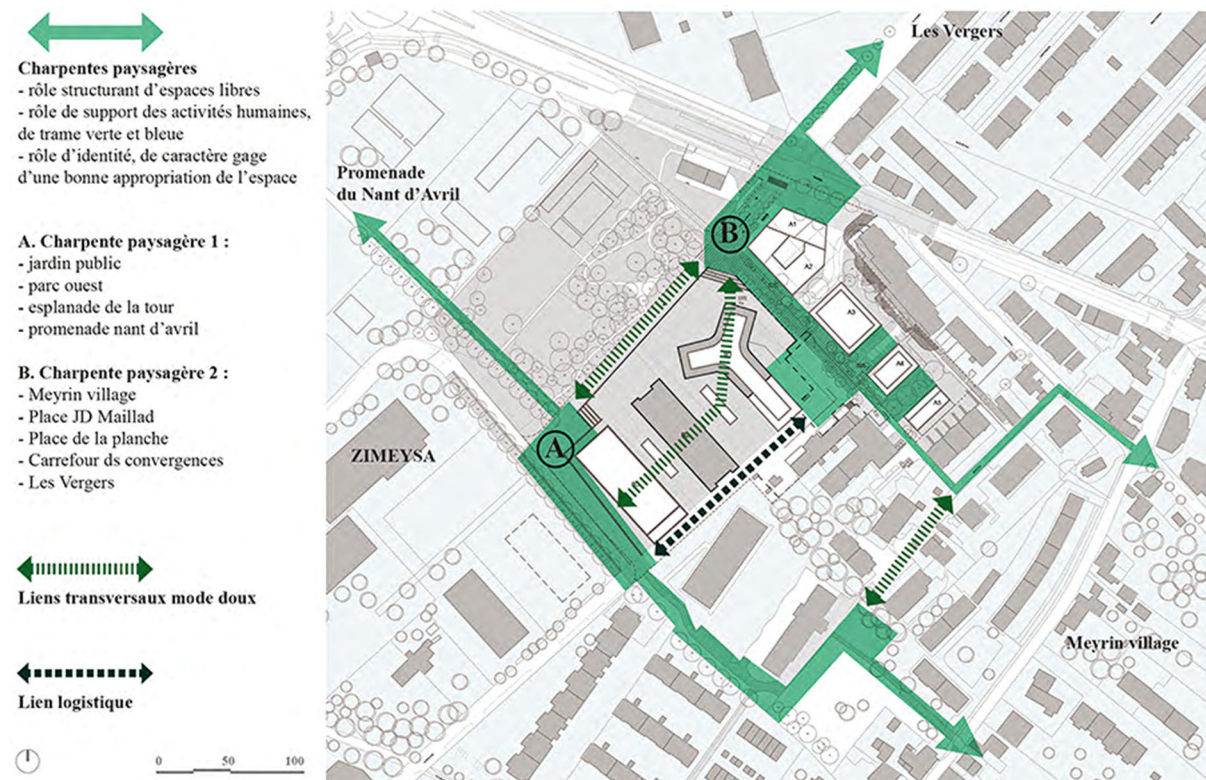 Charpentes paysagères
- rôle structurant d'espaces libres
- rôle de support des activités humaines,
de trame verte et bleue
- rôle d'identité, de caractère gage
d'une bonne appropriation de l'espace
A. Charpente paysagère 1 :
- jardin public
- parc ouest
- esplanade de la tour
- promenade nant d'avril
B. Charpente paysagère 2 :
- Meyrin village
- Place JD Maillad
- Place de la planche
- Carrefour ds convergences
- Les Vergers
Liens transversaux mode doux
Lien logistique
0 50 100
Les Vergers
Promenade
du Nant d'Avril
B
A1
A2
A3
A4
A5
A
ZIMEYSA
Meyrin village